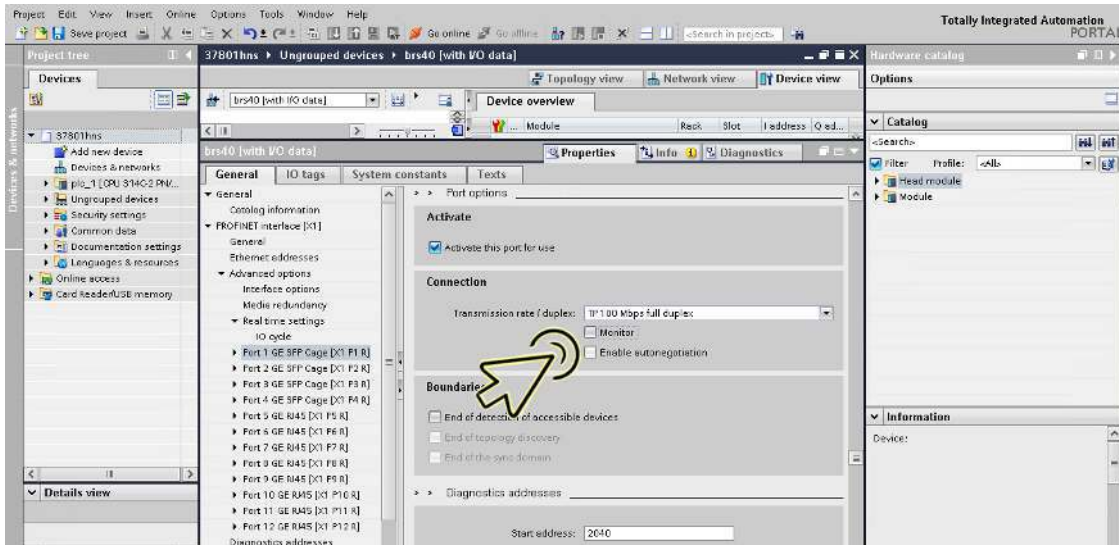 Project Edit View Insert Online Options Tools Window Help
Totally Integrated Automation
PORTAL
Save project
Go online
Go offline
<Search in project>
Project tree
37801hns ▸ Ungrouped devices ▸ brs40 [with I/O data]
Hardware catalog
Devices
Topology view
Network view
Device view
Options
brs40 [with I/O data]
Device overview
... Module Rack Slot I address Q ad...
Catalog
Devices & networks
37801hns
Add new device
Devices & networks
plc_1 [CPU 314C-2 PN/...
Ungrouped devices
Security settings
Common data
Documentation settings
Languages & resources
Online access
Card Reader/USB memory
Details view
brs40 [with I/O data]
Properties
Info
Diagnostics
General
IO tags
System constants
Texts
General
Catalog information
PROFINET interface [X1]
General
Ethernet addresses
Advanced options
Interface options
Media redundancy
Real time settings
IO cycle
Port 1 GE SFP Cage [X1 P1 R]
Port 2 GE SFP Cage [X1 P2 R]
Port 3 GE SFP Cage [X1 P3 R]
Port 4 GE SFP Cage [X1 P4 R]
Port 5 GE RJ45 [X1 P5 R]
Port 6 GE RJ45 [X1 P6 R]
Port 7 GE RJ45 [X1 P7 R]
Port 8 GE RJ45 [X1 P8 R]
Port 9 GE RJ45 [X1 P9 R]
Port 10 GE RJ45 [X1 P10 R]
Port 11 GE RJ45 [X1 P11 R]
Port 12 GE RJ45 [X1 P12 R]
Diagnostics addresses
> > Port options
Activate
Activate this port for use
Connection
Transmission rate / duplex: TP 100 Mbps full duplex
Monitor
Enable autonegotiation
Boundaries
End of detection of accessible devices
End of topology discovery
End of the sync domain
> > Diagnostics addresses
Start address: 2040
<Search>
Filter Profile: <All>
Head module
Module
Information
Device: